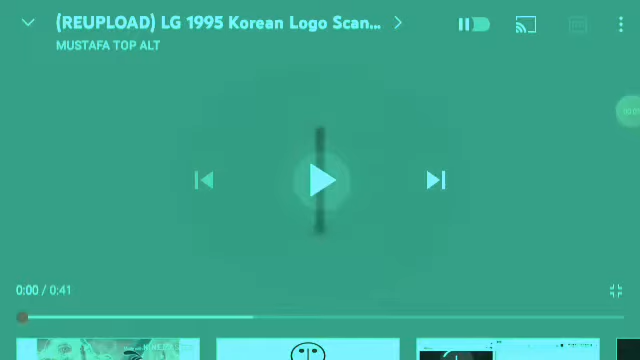 (REUPLOAD) LG 1995 Korean Logo Scan...
MUSTAFA TOP ALT
0:00 / 0:41